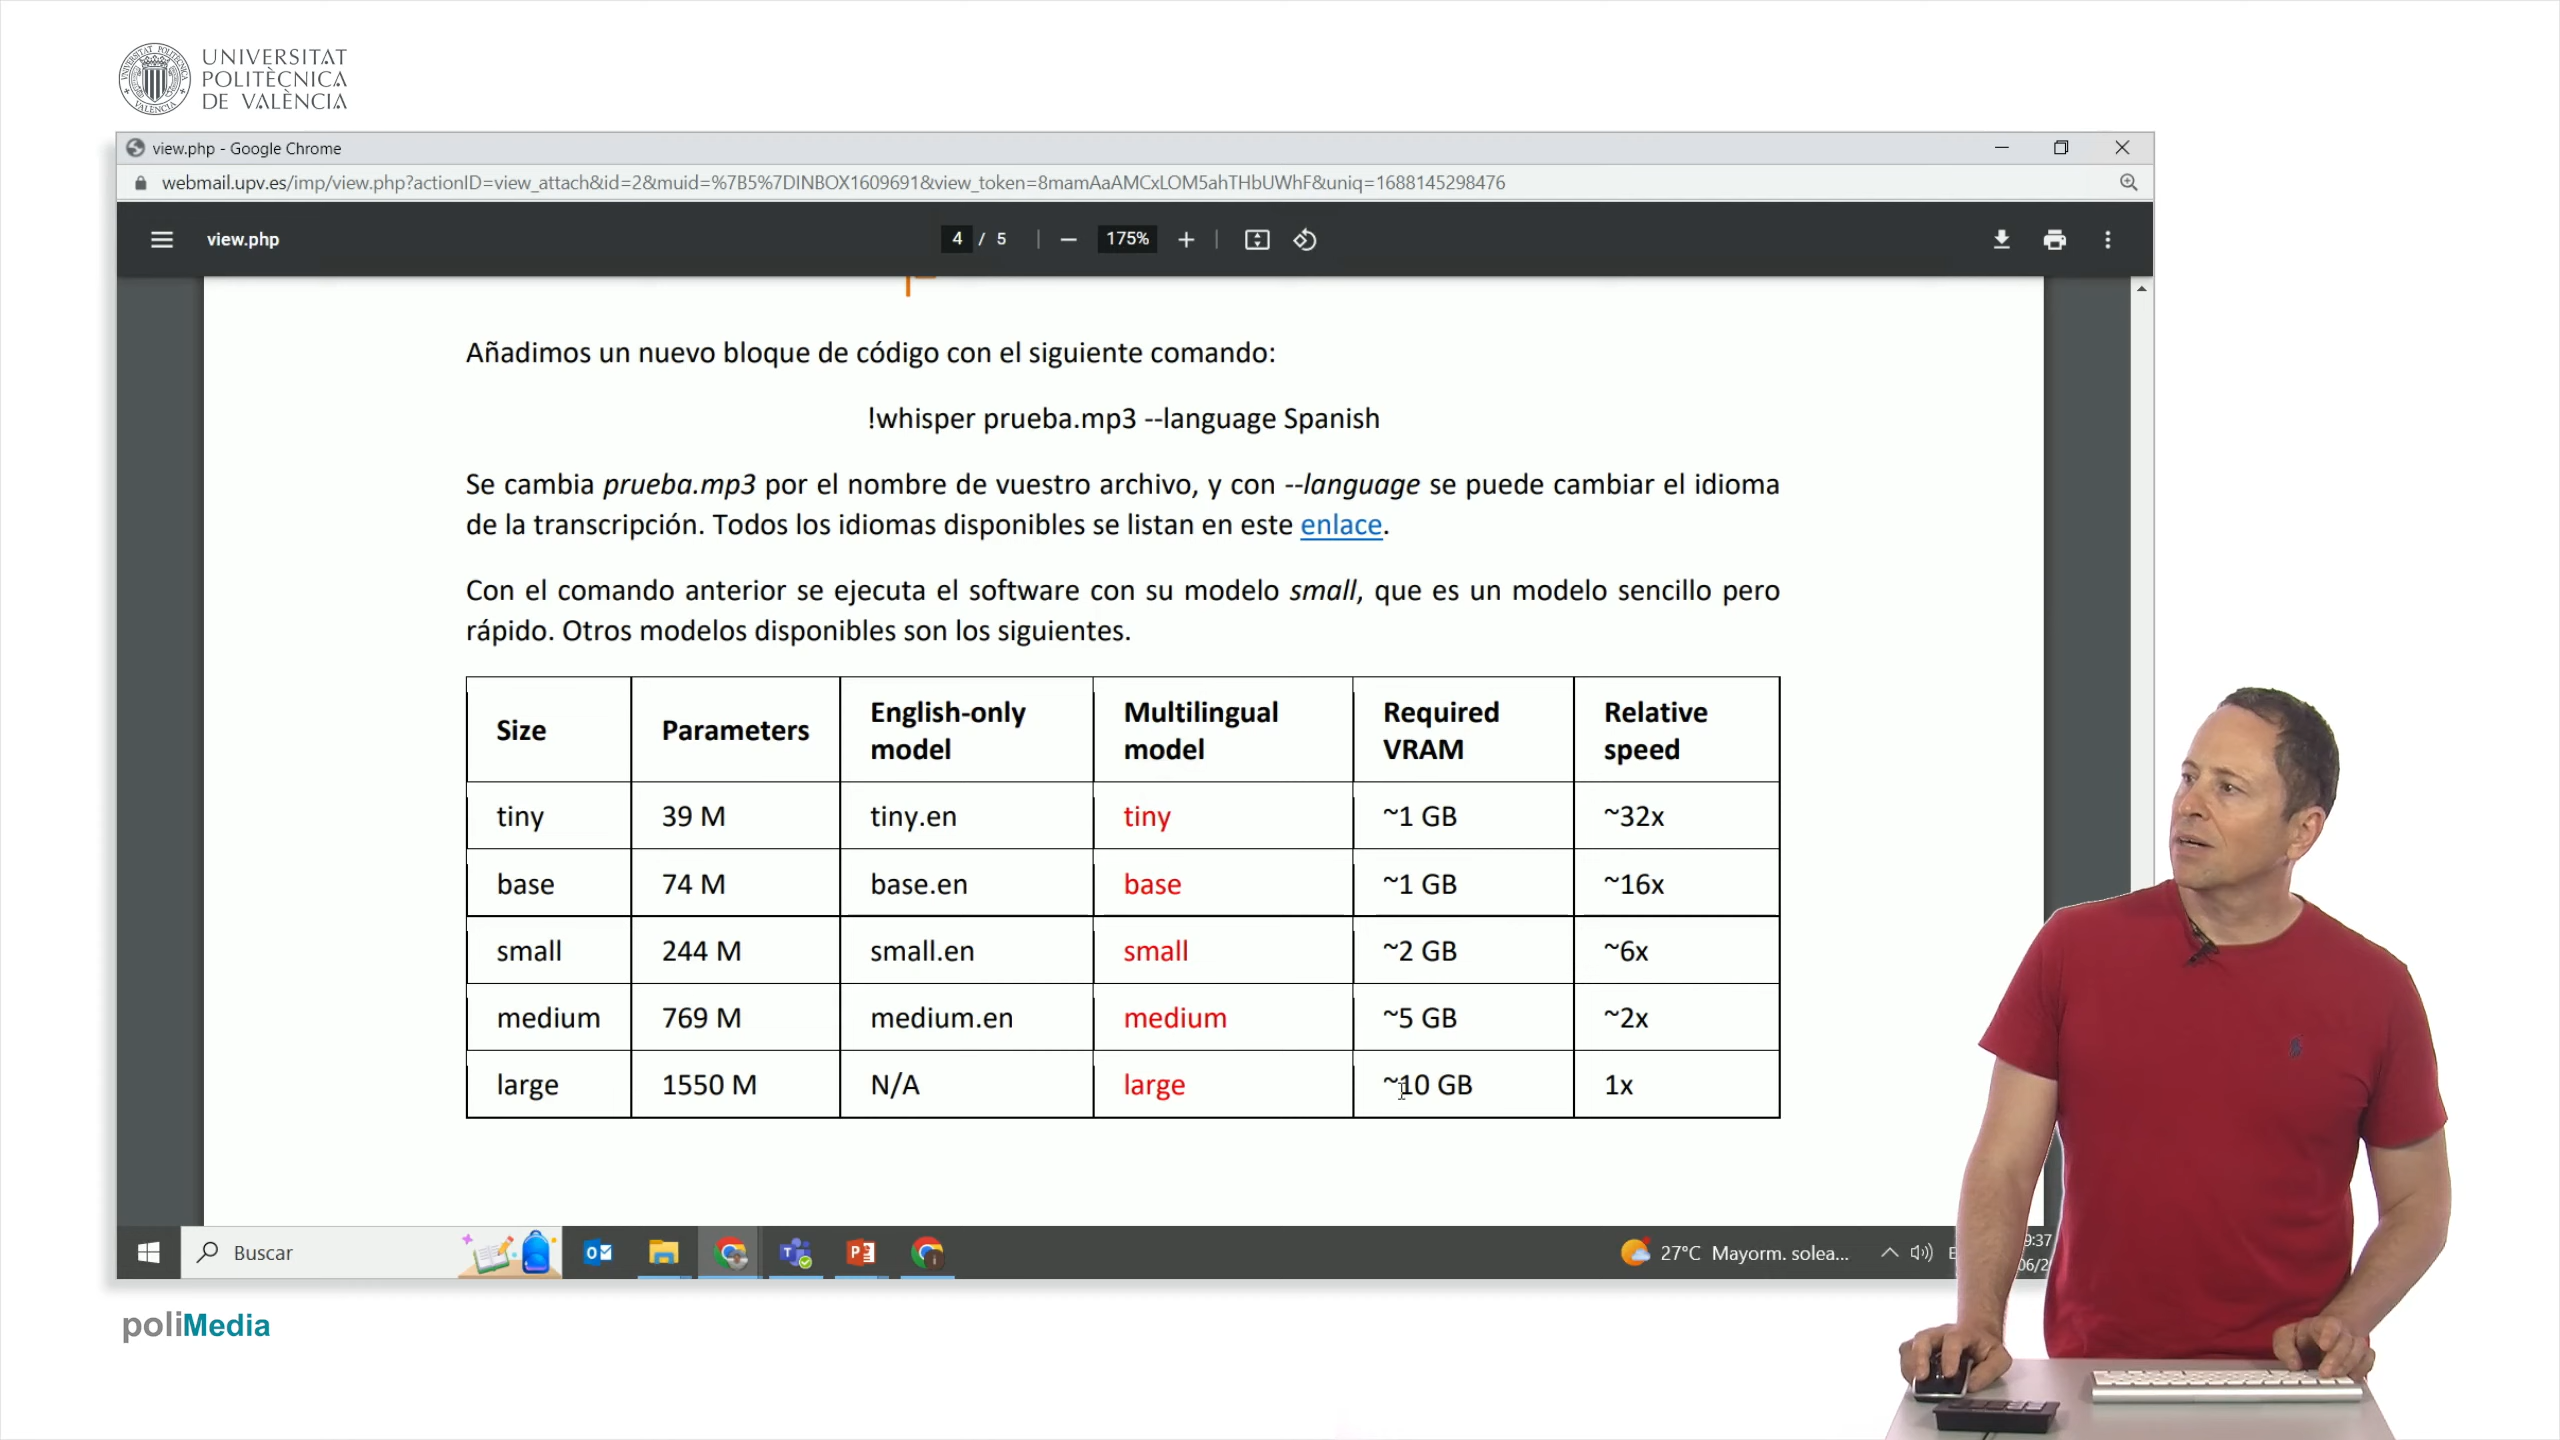 UNIVERSITAT
POLITÈCNICA
DE VALÈNCIA
view.php - Google Chrome
webmail.upv.es/imp/view.php?actionID=view_attach&id=2&muid=%7B5%7DINBOX1609691&view_token=8mamAaAMCxLOM5ahTHbUWhF&uniq=1688145298476
view.php
4 / 5
175%
Añadimos un nuevo bloque de código con el siguiente comando:
!whisper prueba.mp3 --language Spanish
Se cambia prueba.mp3 por el nombre de vuestro archivo, y con --language se puede cambiar el idioma
de la transcripción. Todos los idiomas disponibles se listan en este enlace.
Con el comando anterior se ejecuta el software con su modelo small, que es un modelo sencillo pero
rápido. Otros modelos disponibles son los siguientes.
Size Parameters English-only model Multilingual model Required VRAM Relative speed
tiny 39 M tiny.en tiny ~1 GB ~32x
base 74 M base.en base ~1 GB ~16x
small 244 M small.en small ~2 GB ~6x
medium 769 M medium.en medium ~5 GB ~2x
large 1550 M N/A large ~10 GB 1x
Buscar
27°C Mayorm. solea...
9:37
06/2
poliMedia